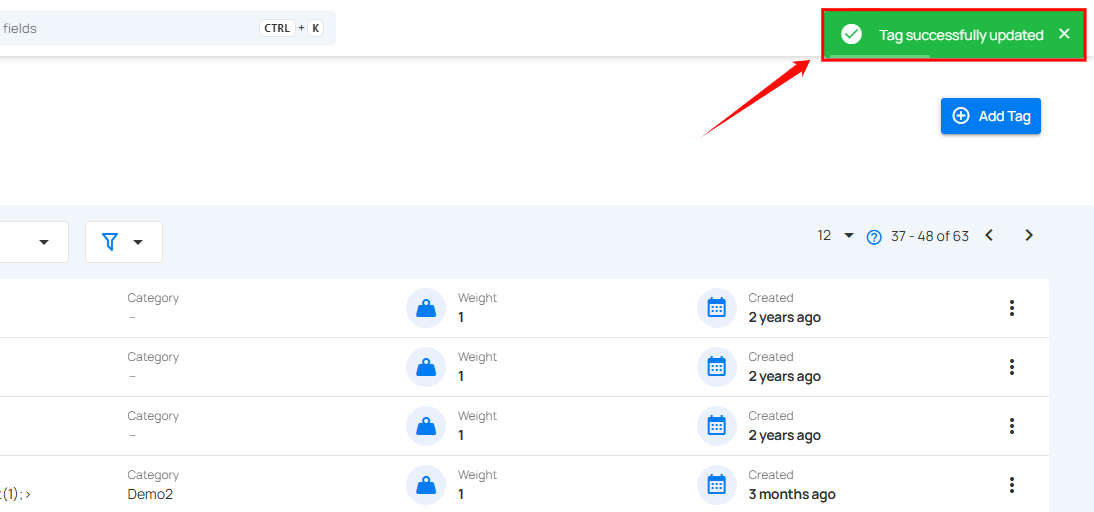 fields
CTRL + K
Tag successfully updated
Add Tag
12
37 - 48 of 63
Category
–
Weight
1
Created
2 years ago
Category
–
Weight
1
Created
2 years ago
Category
–
Weight
1
Created
2 years ago
(1);>
Category
Demo2
Weight
1
Created
3 months ago